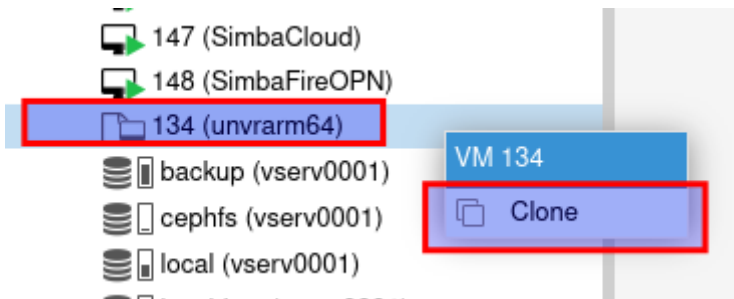 147 (SimbaCloud)
148 (SimbaFireOPN)
134 (unvrarm64)
VM 134
backup (vserv0001)
Clone
cephfs (vserv0001)
local (vserv0001)